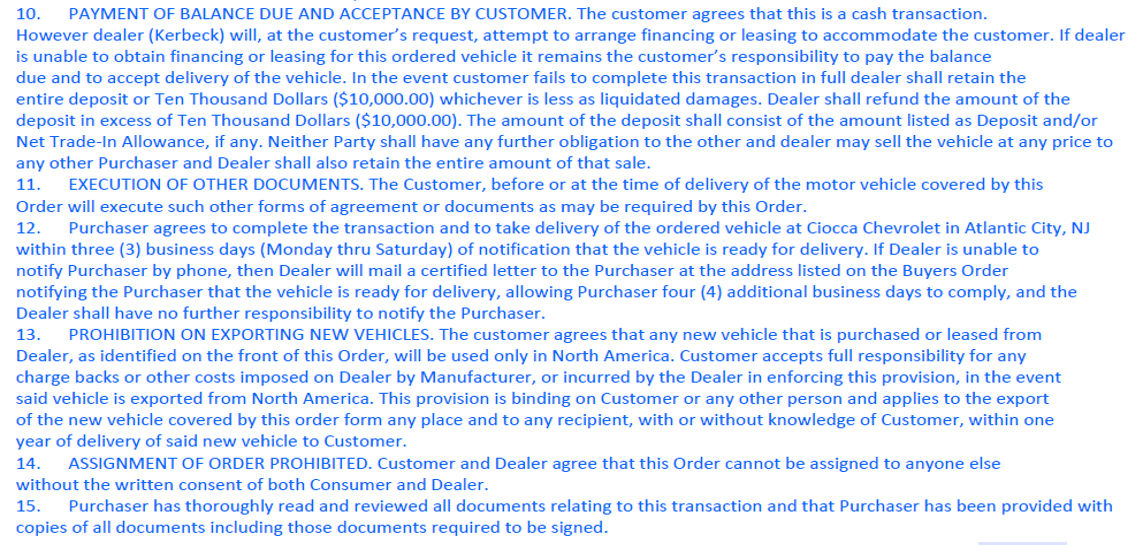 10. PAYMENT OF BALANCE DUE AND ACCEPTANCE BY CUSTOMER. The customer agrees that this is a cash transaction.
However dealer (Kerbeck) will, at the customer's request, attempt to arrange financing or leasing to accommodate the customer. If dealer
is unable to obtain financing or leasing for this ordered vehicle it remains the customer's responsibility to pay the balance
due and to accept delivery of the vehicle. In the event customer fails to complete this transaction in full dealer shall retain the
entire deposit or Ten Thousand Dollars ($10,000.00) whichever is less as liquidated damages. Dealer shall refund the amount of the
deposit in excess of Ten Thousand Dollars ($10,000.00). The amount of the deposit shall consist of the amount listed as Deposit and/or
Net Trade-In Allowance, if any. Neither Party shall have any further obligation to the other and dealer may sell the vehicle at any price to
any other Purchaser and Dealer shall also retain the entire amount of that sale.
11. EXECUTION OF OTHER DOCUMENTS. The Customer, before or at the time of delivery of the motor vehicle covered by this
Order will execute such other forms of agreement or documents as may be required by this Order.
12. Purchaser agrees to complete the transaction and to take delivery of the ordered vehicle at Ciocca Chevrolet in Atlantic City, NJ
within three (3) business days (Monday thru Saturday) of notification that the vehicle is ready for delivery. If Dealer is unable to
notify Purchaser by phone, then Dealer will mail a certified letter to the Purchaser at the address listed on the Buyers Order
notifying the Purchaser that the vehicle is ready for delivery, allowing Purchaser four (4) additional business days to comply, and the
Dealer shall have no further responsibility to notify the Purchaser.
13. PROHIBITION ON EXPORTING NEW VEHICLES. The customer agrees that any new vehicle that is purchased or leased from
Dealer, as identified on the front of this Order, will be used only in North America. Customer accepts full responsibility for any
charge backs or other costs imposed on Dealer by Manufacturer, or incurred by the Dealer in enforcing this provision, in the event
said vehicle is exported from North America. This provision is binding on Customer or any other person and applies to the export
of the new vehicle covered by this order form any place and to any recipient, with or without knowledge of Customer, within one
year of delivery of said new vehicle to Customer.
14. ASSIGNMENT OF ORDER PROHIBITED. Customer and Dealer agree that this Order cannot be assigned to anyone else
without the written consent of both Consumer and Dealer.
15. Purchaser has thoroughly read and reviewed all documents relating to this transaction and that Purchaser has been provided with
copies of all documents including those documents required to be signed.